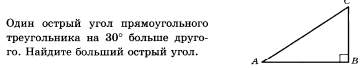 Один острый угол прямоугольного
треугольника на 30° больше друго-
го. Найдите больший острый угол.
C
A
B